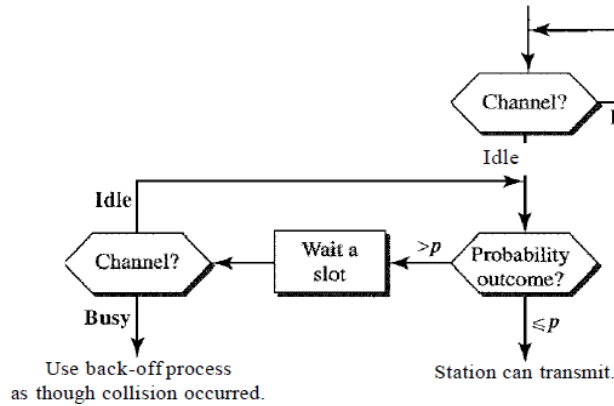 Channel?
Idle
Idle
>p
Wait a
slot
Probability
outcome?
Channel?
Busy
≤p
Use back-off process
as though collision occurred.
Station can transmit.